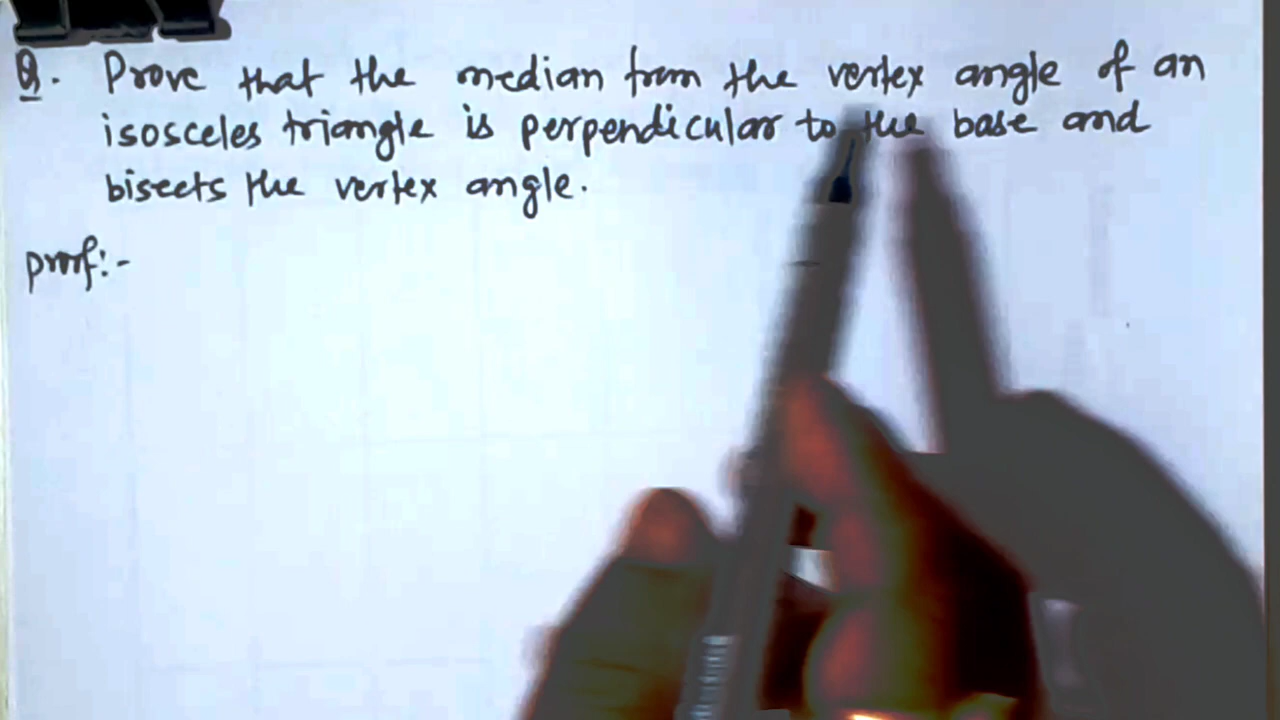 Q. Prove that the median from the vertex angle of an
isosceles triangle is perpendicular to the base and
bisects the vertex angle.
proof:-